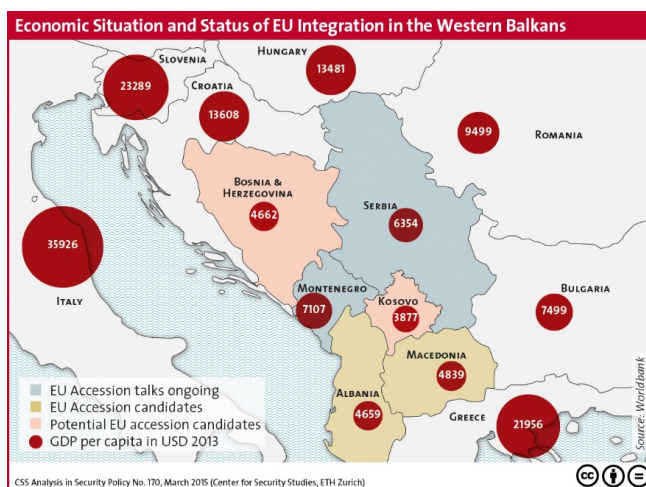 Economic Situation and Status of EU Integration in the Western Balkans
HUNGARY
SLOVENIA
13481
23289
CROATIA
13608
9499
ROMANIA
BOSNIA &
HERZEGOVINA
4662
SERBIA
6354
35926
ITALY
MONTENEGRO
7107
KOSOVO
3877
BULGARIA
7499
MACEDONIA
4839
ALBANIA
4659
GREECE
21956
EU Accession talks ongoing
EU Accession candidates
Potential EU accession candidates
GDP per capita in USD 2013
Source: Worldbank
CSS Analysis in Security Policy No. 170, March 2015 (Center for Security Studies, ETH Zurich)
cc